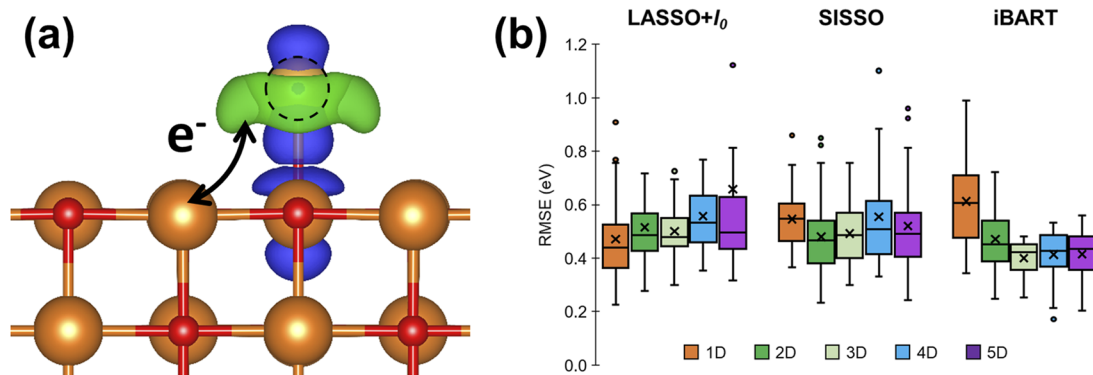 (a)
e-
(b)
LASSO+l0 SISSO iBART
RMSE (eV)
1.2
1.0
0.8
0.6
0.4
0.2
0.0
1D 2D 3D 4D 5D